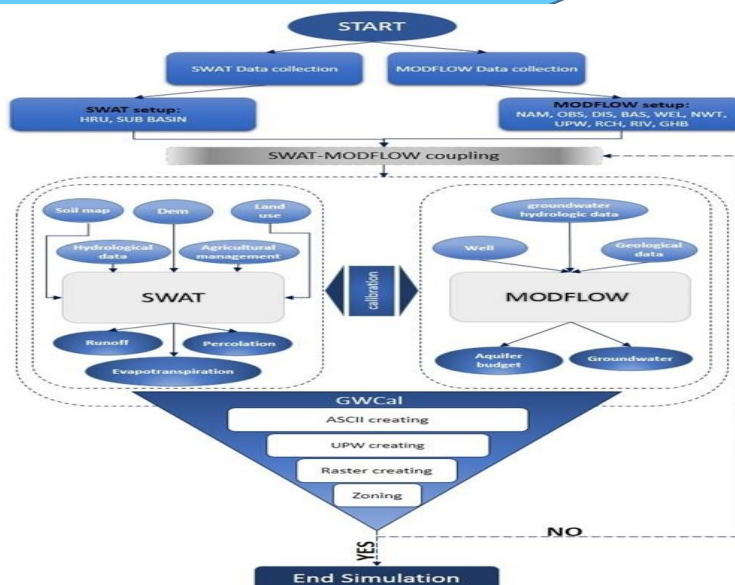 START
SWAT Data collection
MODFLOW Data collection
SWAT setup:
HRU, SUB BASIN
MODFLOW setup:
NAM, OBS, DIS, BAS, WEL, NWT,
UPW, RCH, RIV, GHB
SWAT-MODFLOW coupling
Soil map
Dem
Land
use
Hydrological
data
Agricultural
management
SWAT
Runoff
Percolation
Evapotranspiration
calibration
groundwater
hydrologic data
Well
Geological
data
MODFLOW
Aquifer
budget
Groundwater
GWCal
ASCII creating
UPW creating
Raster creating
Zoning
YES
NO
End Simulation